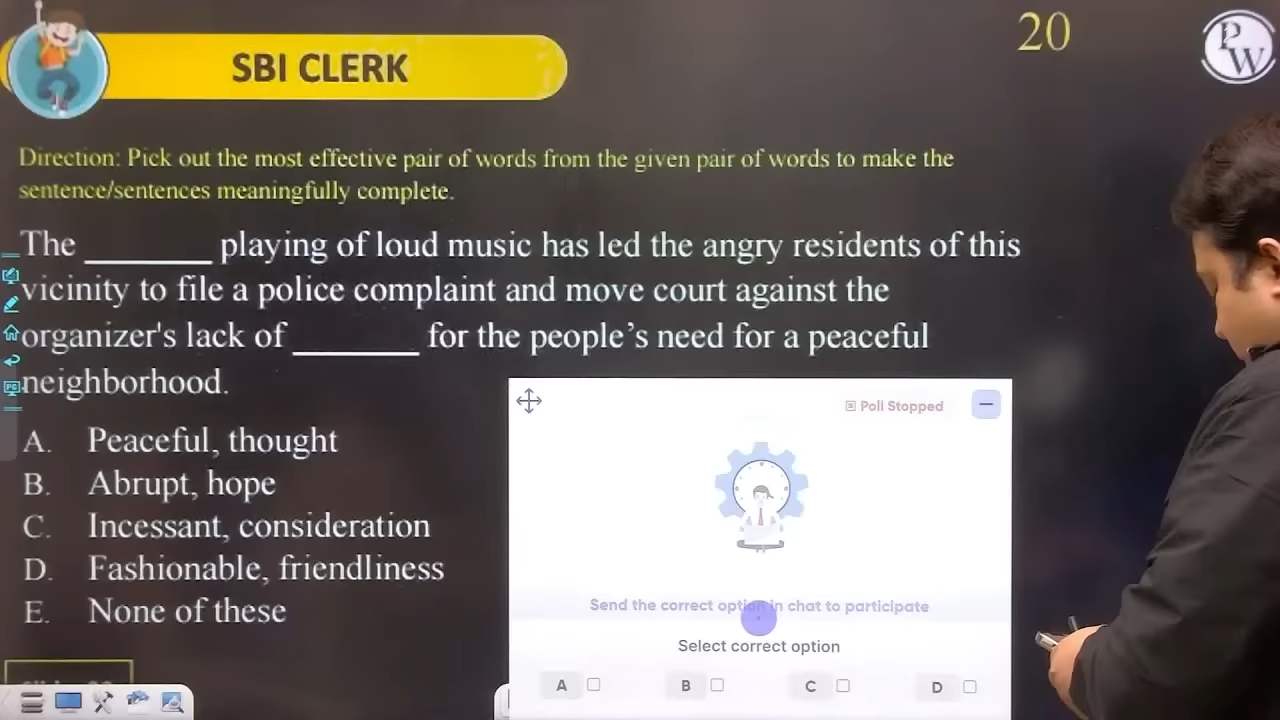 20
PW
SBI CLERK
Direction: Pick out the most effective pair of words from the given pair of words to make the
sentence/sentences meaningfully complete.
The ________ playing of loud music has led the angry residents of this
vicinity to file a police complaint and move court against the
organizer's lack of ________ for the people’s need for a peaceful
neighborhood.
A. Peaceful, thought
B. Abrupt, hope
C. Incessant, consideration
D. Fashionable, friendliness
E. None of these
Poll Stopped
Send the correct option in chat to participate
Select correct option
A B C D